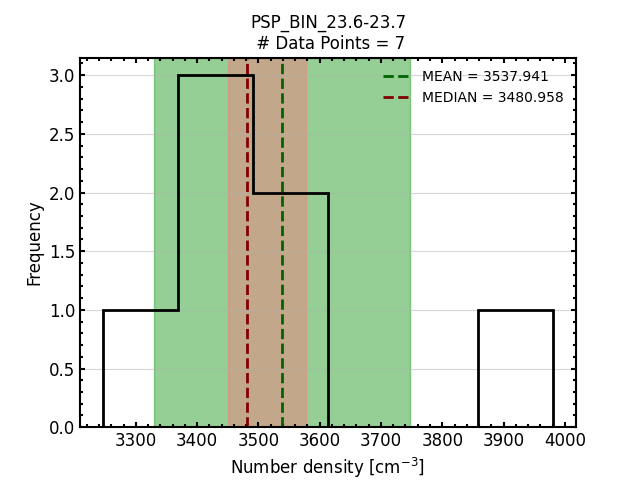 PSP_BIN_23.6-23.7
# Data Points = 7
MEAN = 3537.941
MEDIAN = 3480.958
3.0
2.5
2.0
1.5
1.0
0.5
0.0
Frequency
3300 3400 3500 3600 3700 3800 3900 4000
Number density [cm⁻³]